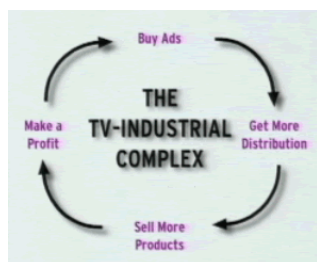 Buy Ads
THE
TV-INDUSTRIAL
COMPLEX
Get More
Distribution
Sell More
Products
Make a
Profit